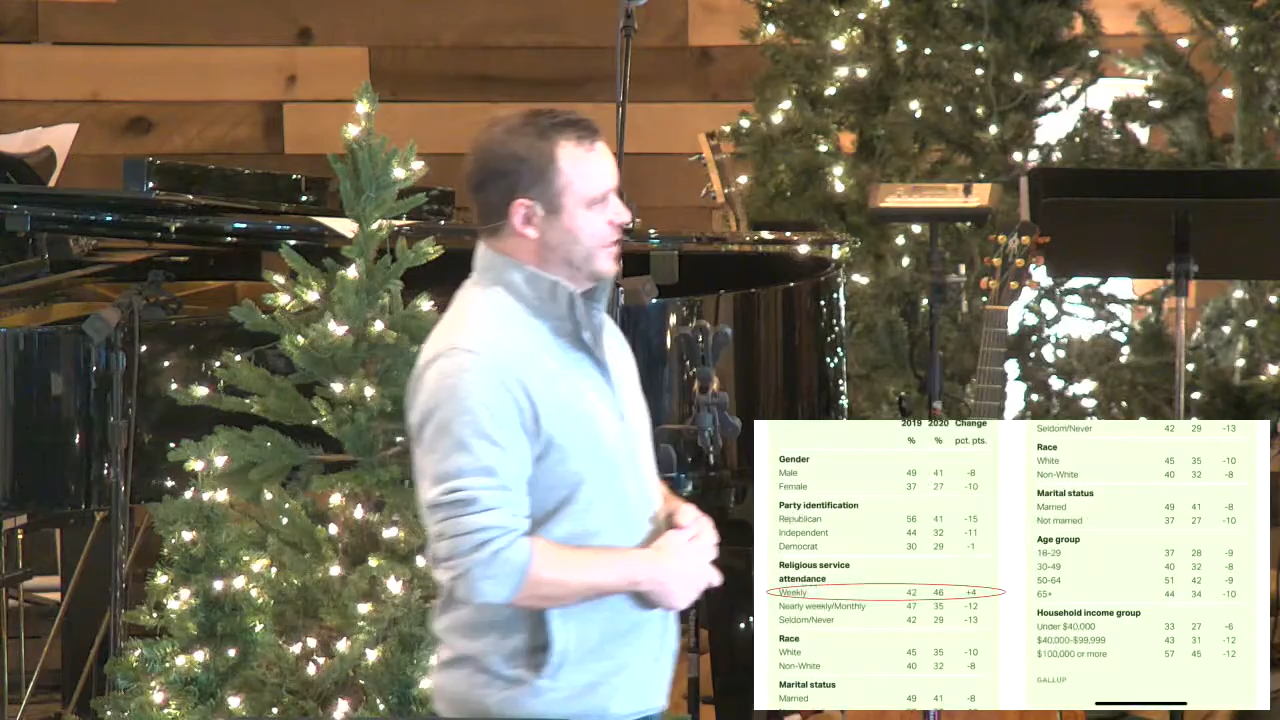 2019 2020 Change
% % pct. pts.
Gender
Male 49 41 -8
Female 37 27 -10
Party identification
Republican 56 41 -15
Independent 44 32 -11
Democrat 30 29 -1
Religious service
attendance
Weekly 42 46 +4
Nearly weekly/Monthly 47 35 -12
Seldom/Never 42 29 -13
Race
White 45 35 -10
Non-White 40 32 -8
Marital status
Married 49 41 -8
Seldom/Never 42 29 -13
Race
White 45 35 -10
Non-White 40 32 -8
Marital status
Married 49 41 -8
Not married 37 27 -10
Age group
18-29 37 28 -9
30-49 40 32 -8
50-64 51 42 -9
65+ 44 34 -10
Household income group
Under $40,000 33 27 -6
$40,000-$99,999 43 31 -12
$100,000 or more 57 45 -12
GALLUP